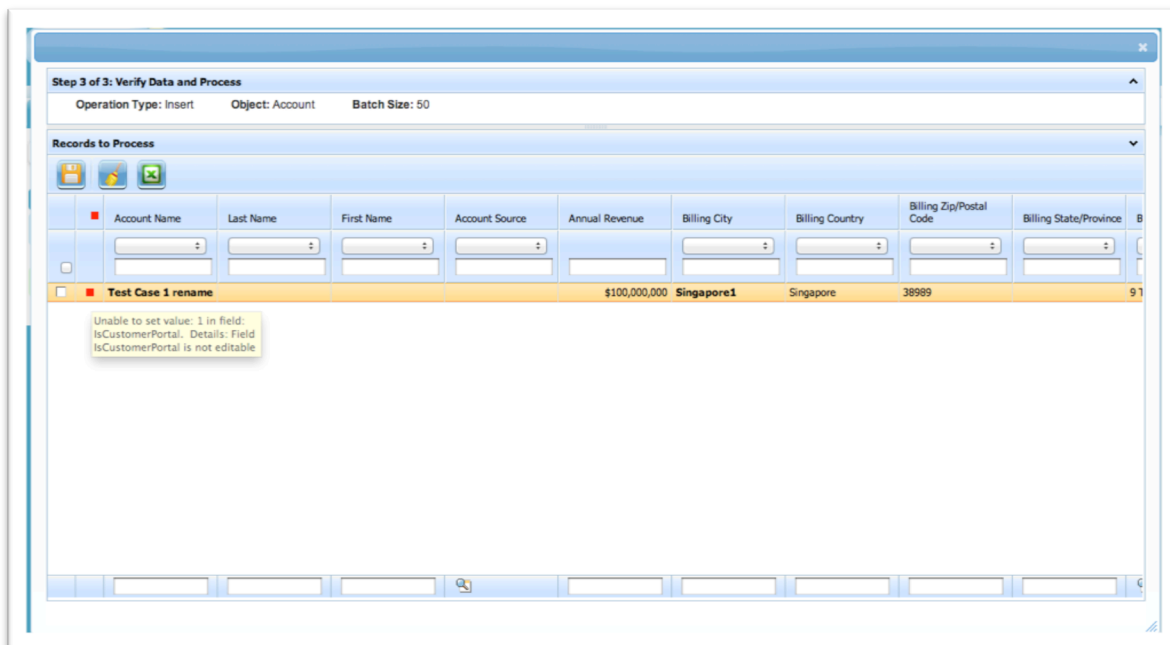 Step 3 of 3: Verify Data and Process
Operation Type: Insert Object: Account Batch Size: 50
Records to Process
Account Name Last Name First Name Account Source Annual Revenue Billing City Billing Country Billing Zip/Postal Code Billing State/Province B
Test Case 1 rename $100,000,000 Singapore1 Singapore 38989 9 T
Unable to set value: 1 in field:
IsCustomerPortal. Details: Field
IsCustomerPortal is not editable